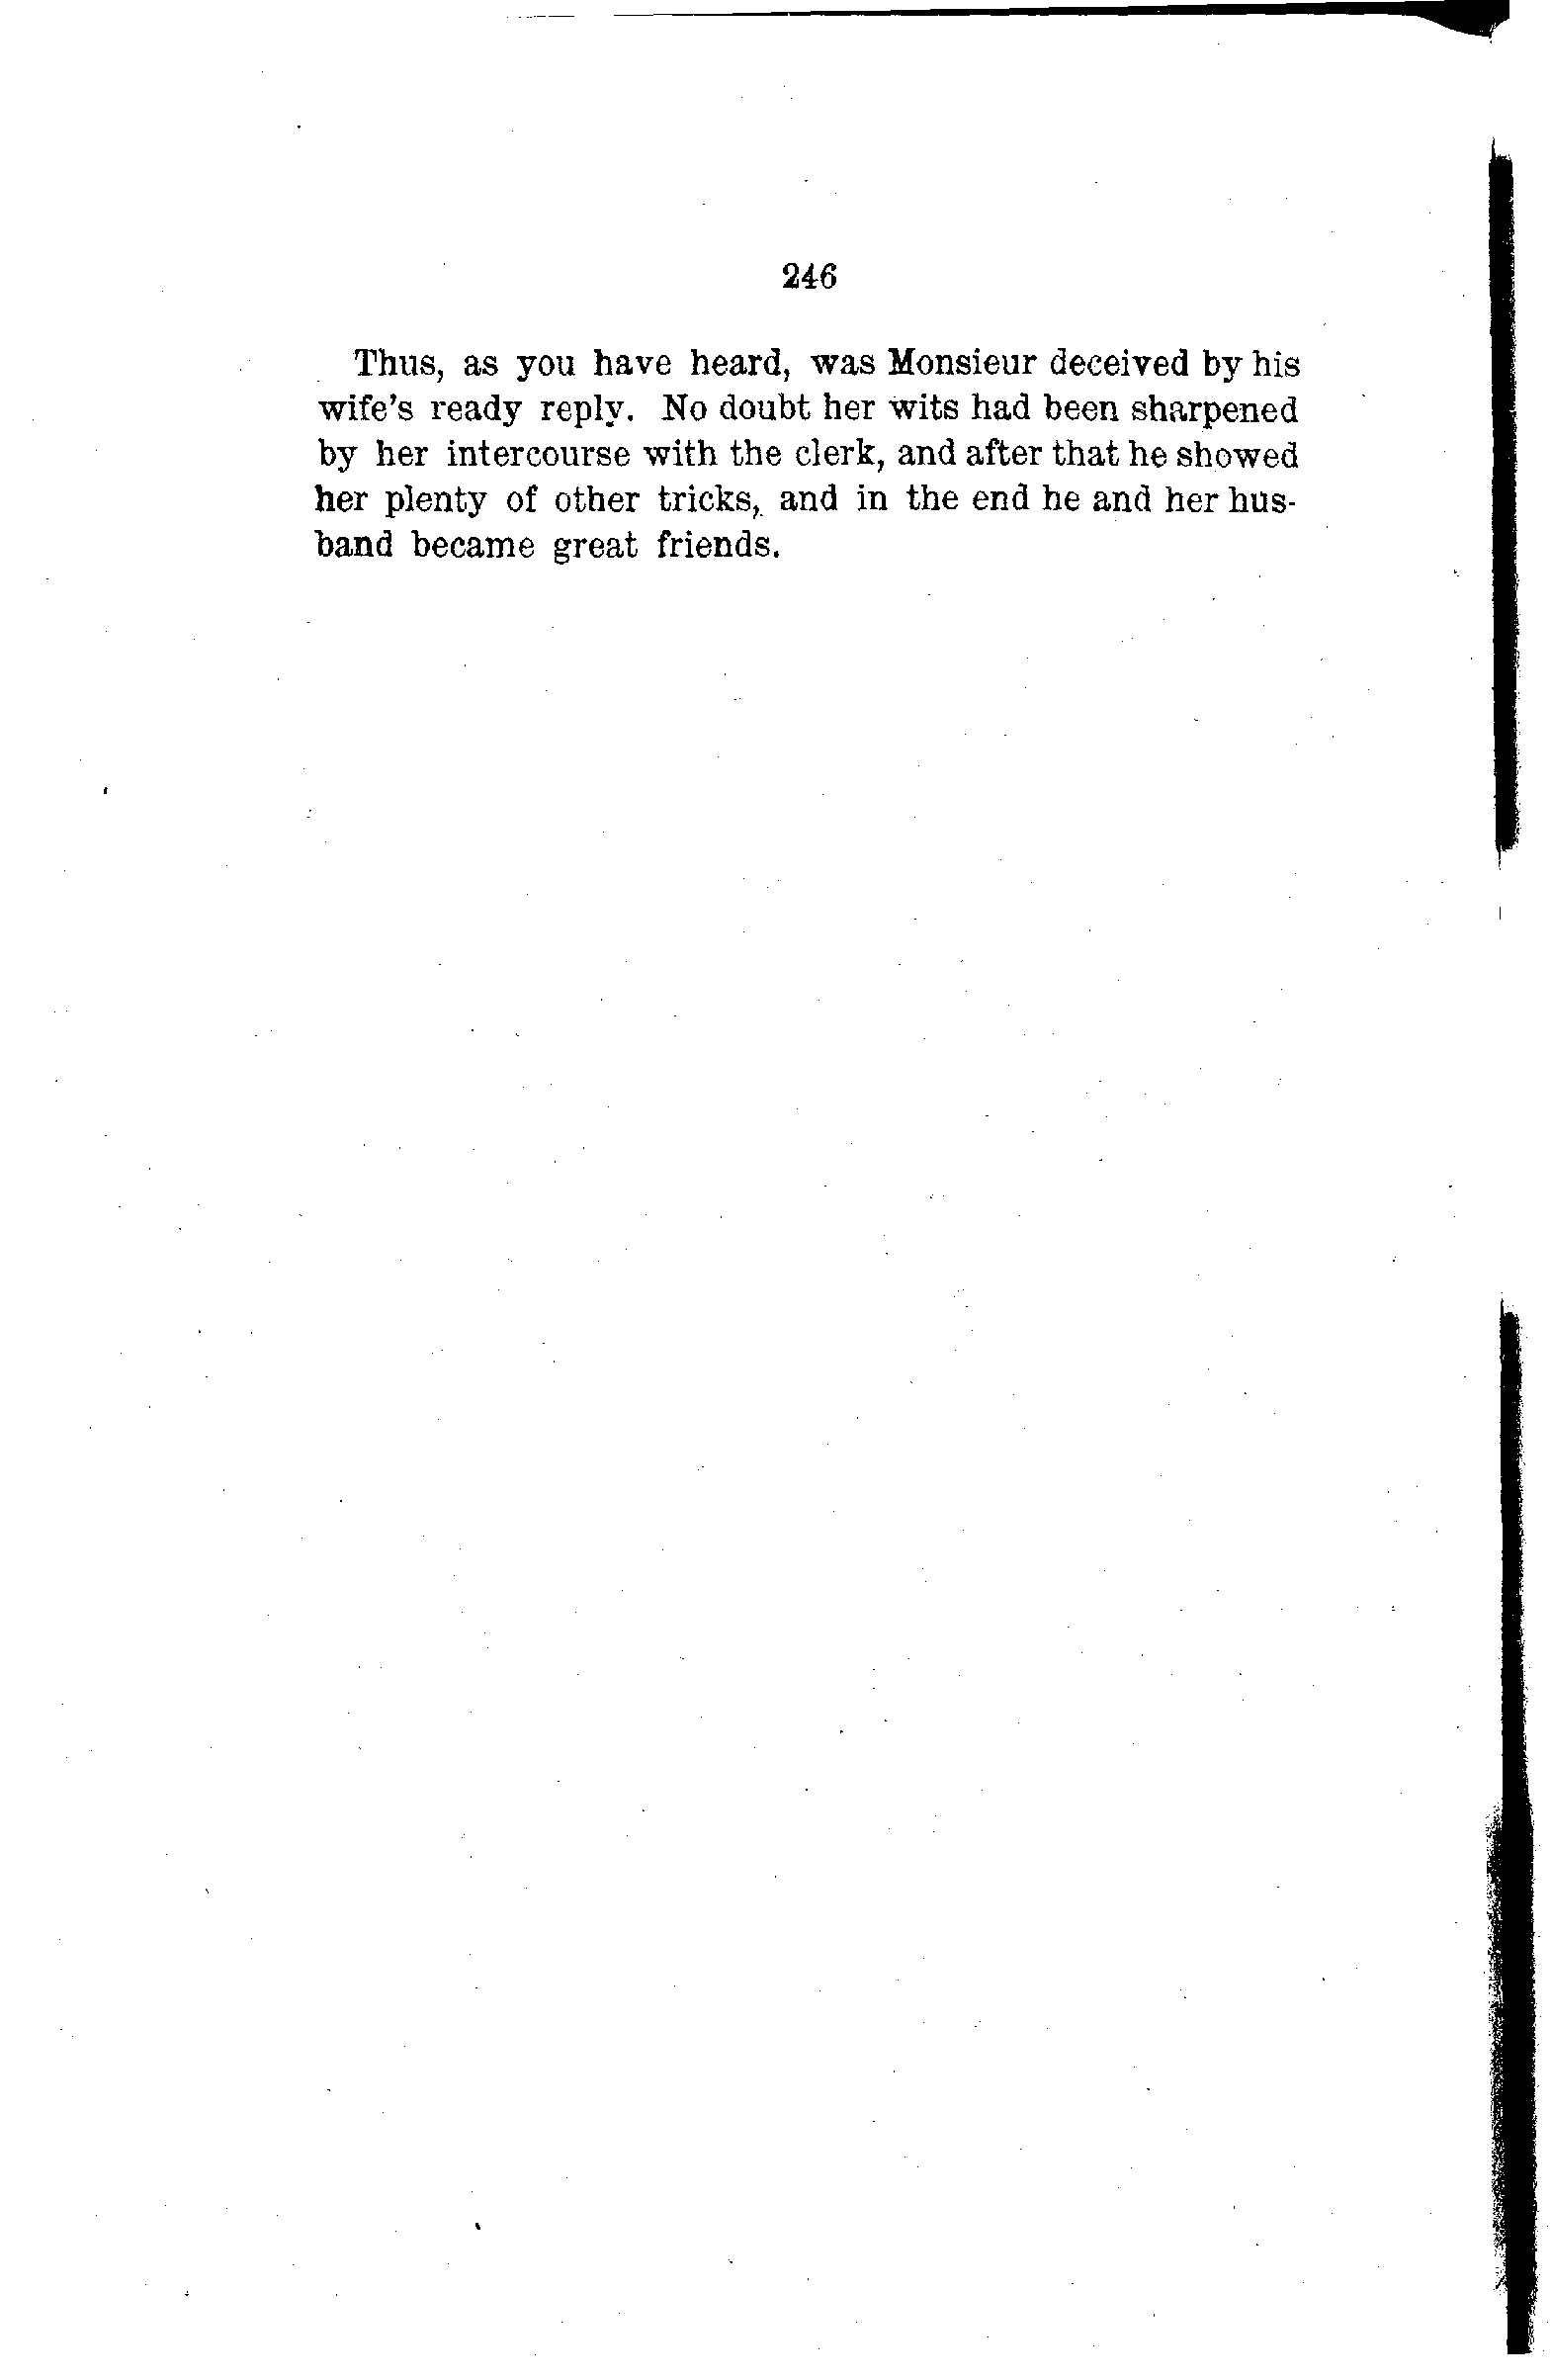 246
Thus, as you have heard, was Monsieur deceived by his
wife's ready reply. No doubt her wits had been sharpened
by her intercourse with the clerk, and after that he showed
her plenty of other tricks, and in the end he and her hus-
band became great friends.